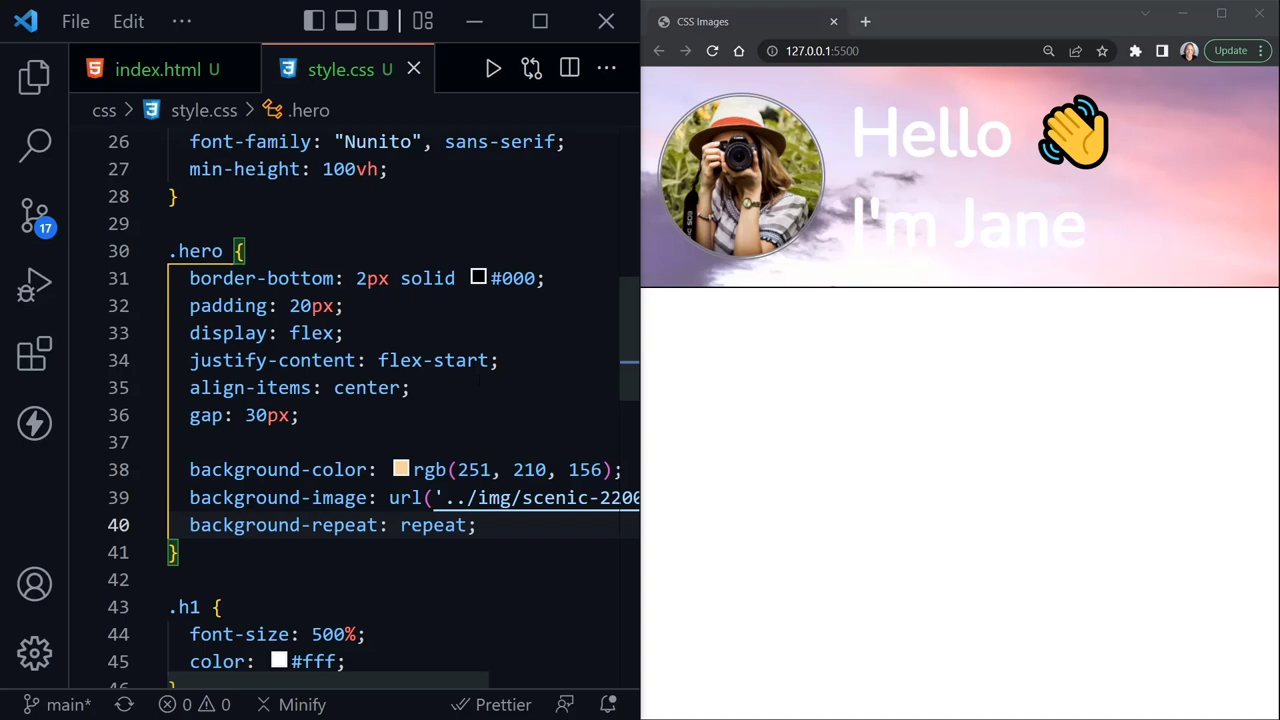 File Edit ···
index.html U
style.css U
css > style.css > .hero
26 font-family: "Nunito", sans-serif;
27 min-height: 100vh;
28 }
29
30 .hero {
31 border-bottom: 2px solid #000;
32 padding: 20px;
33 display: flex;
34 justify-content: flex-start;
35 align-items: center;
36 gap: 30px;
37
38 background-color: rgb(251, 210, 156);
39 background-image: url('../img/scenic-2200
40 background-repeat: repeat;
41 }
42
43 .h1 {
44 font-size: 500%;
45 color: #fff;
17
main* 0 0 Minify Prettier
CSS Images
127.0.0.1:5500
Update
Hello 👋
I'm Jane